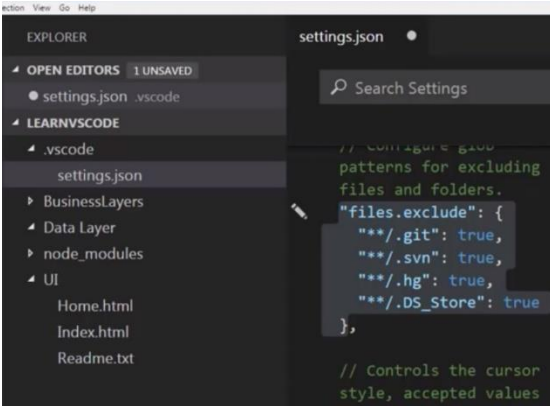 ection View Go Help
EXPLORER
OPEN EDITORS 1 UNSAVED
settings.json .vscode
LEARNVSCODE
.vscode
settings.json
BusinessLayers
Data Layer
node_modules
UI
Home.html
Index.html
Readme.txt
settings.json
Search Settings
// Configure glob
patterns for excluding
files and folders.
"files.exclude": {
"**/.git": true,
"**/.svn": true,
"**/.hg": true,
"**/.DS_Store": true
},
// Controls the cursor
style, accepted values